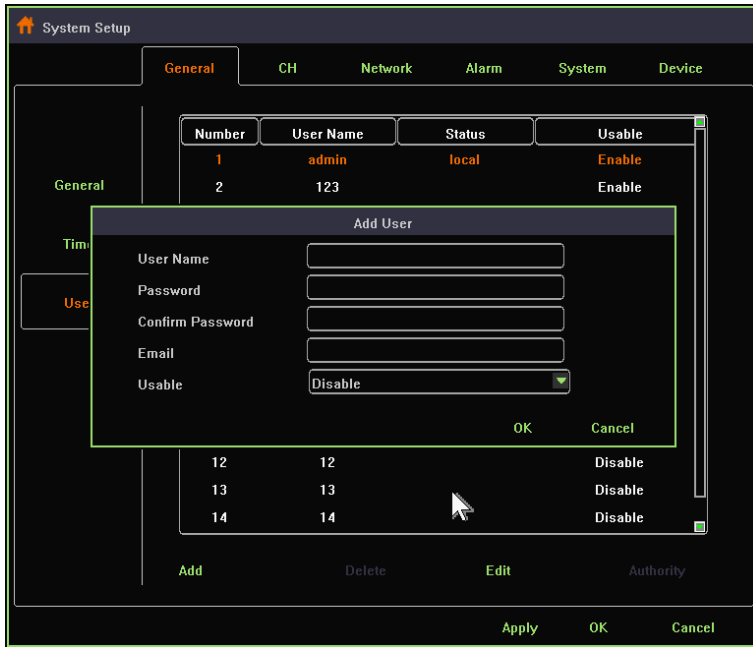 System Setup
General CH Network Alarm System Device
Number User Name Status Usable
1 admin local Enable
General
2 123 Enable
Add User
Tim
User Name
Password
Use
Confirm Password
Email
Usable Disable
OK Cancel
12 12 Disable
13 13 Disable
14 14 Disable
Add Delete Edit Authority
Apply OK Cancel